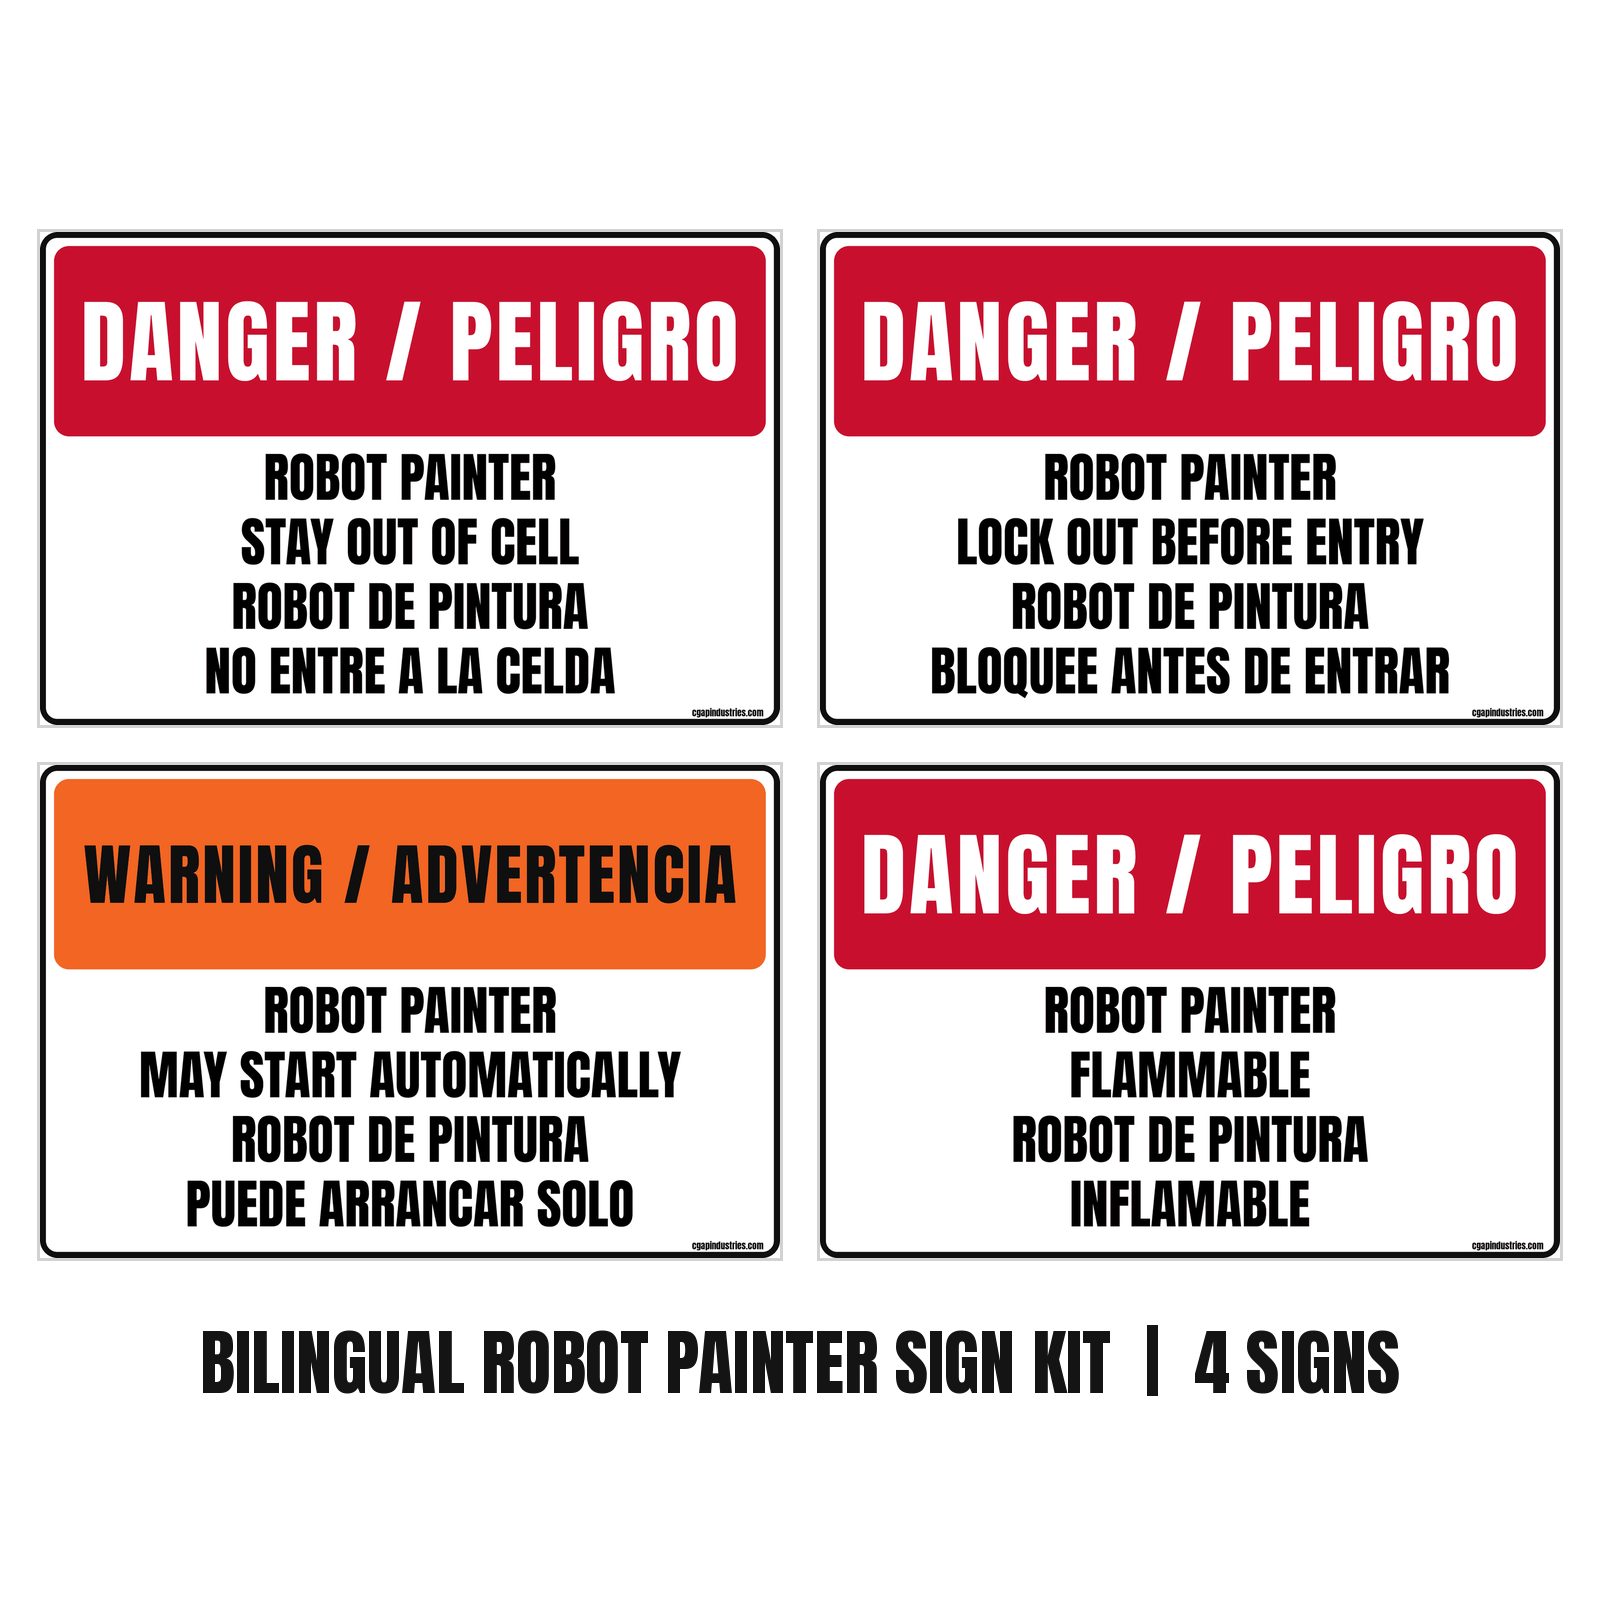 DANGER / PELIGRO
ROBOT PAINTER
STAY OUT OF CELL
ROBOT DE PINTURA
NO ENTRE A LA CELDA
cgapindustries.com
DANGER / PELIGRO
ROBOT PAINTER
LOCK OUT BEFORE ENTRY
ROBOT DE PINTURA
BLOQUEE ANTES DE ENTRAR
cgapindustries.com
WARNING / ADVERTENCIA
ROBOT PAINTER
MAY START AUTOMATICALLY
ROBOT DE PINTURA
PUEDE ARRANCAR SOLO
cgapindustries.com
DANGER / PELIGRO
ROBOT PAINTER
FLAMMABLE
ROBOT DE PINTURA
INFLAMABLE
cgapindustries.com
BILINGUAL ROBOT PAINTER SIGN KIT | 4 SIGNS